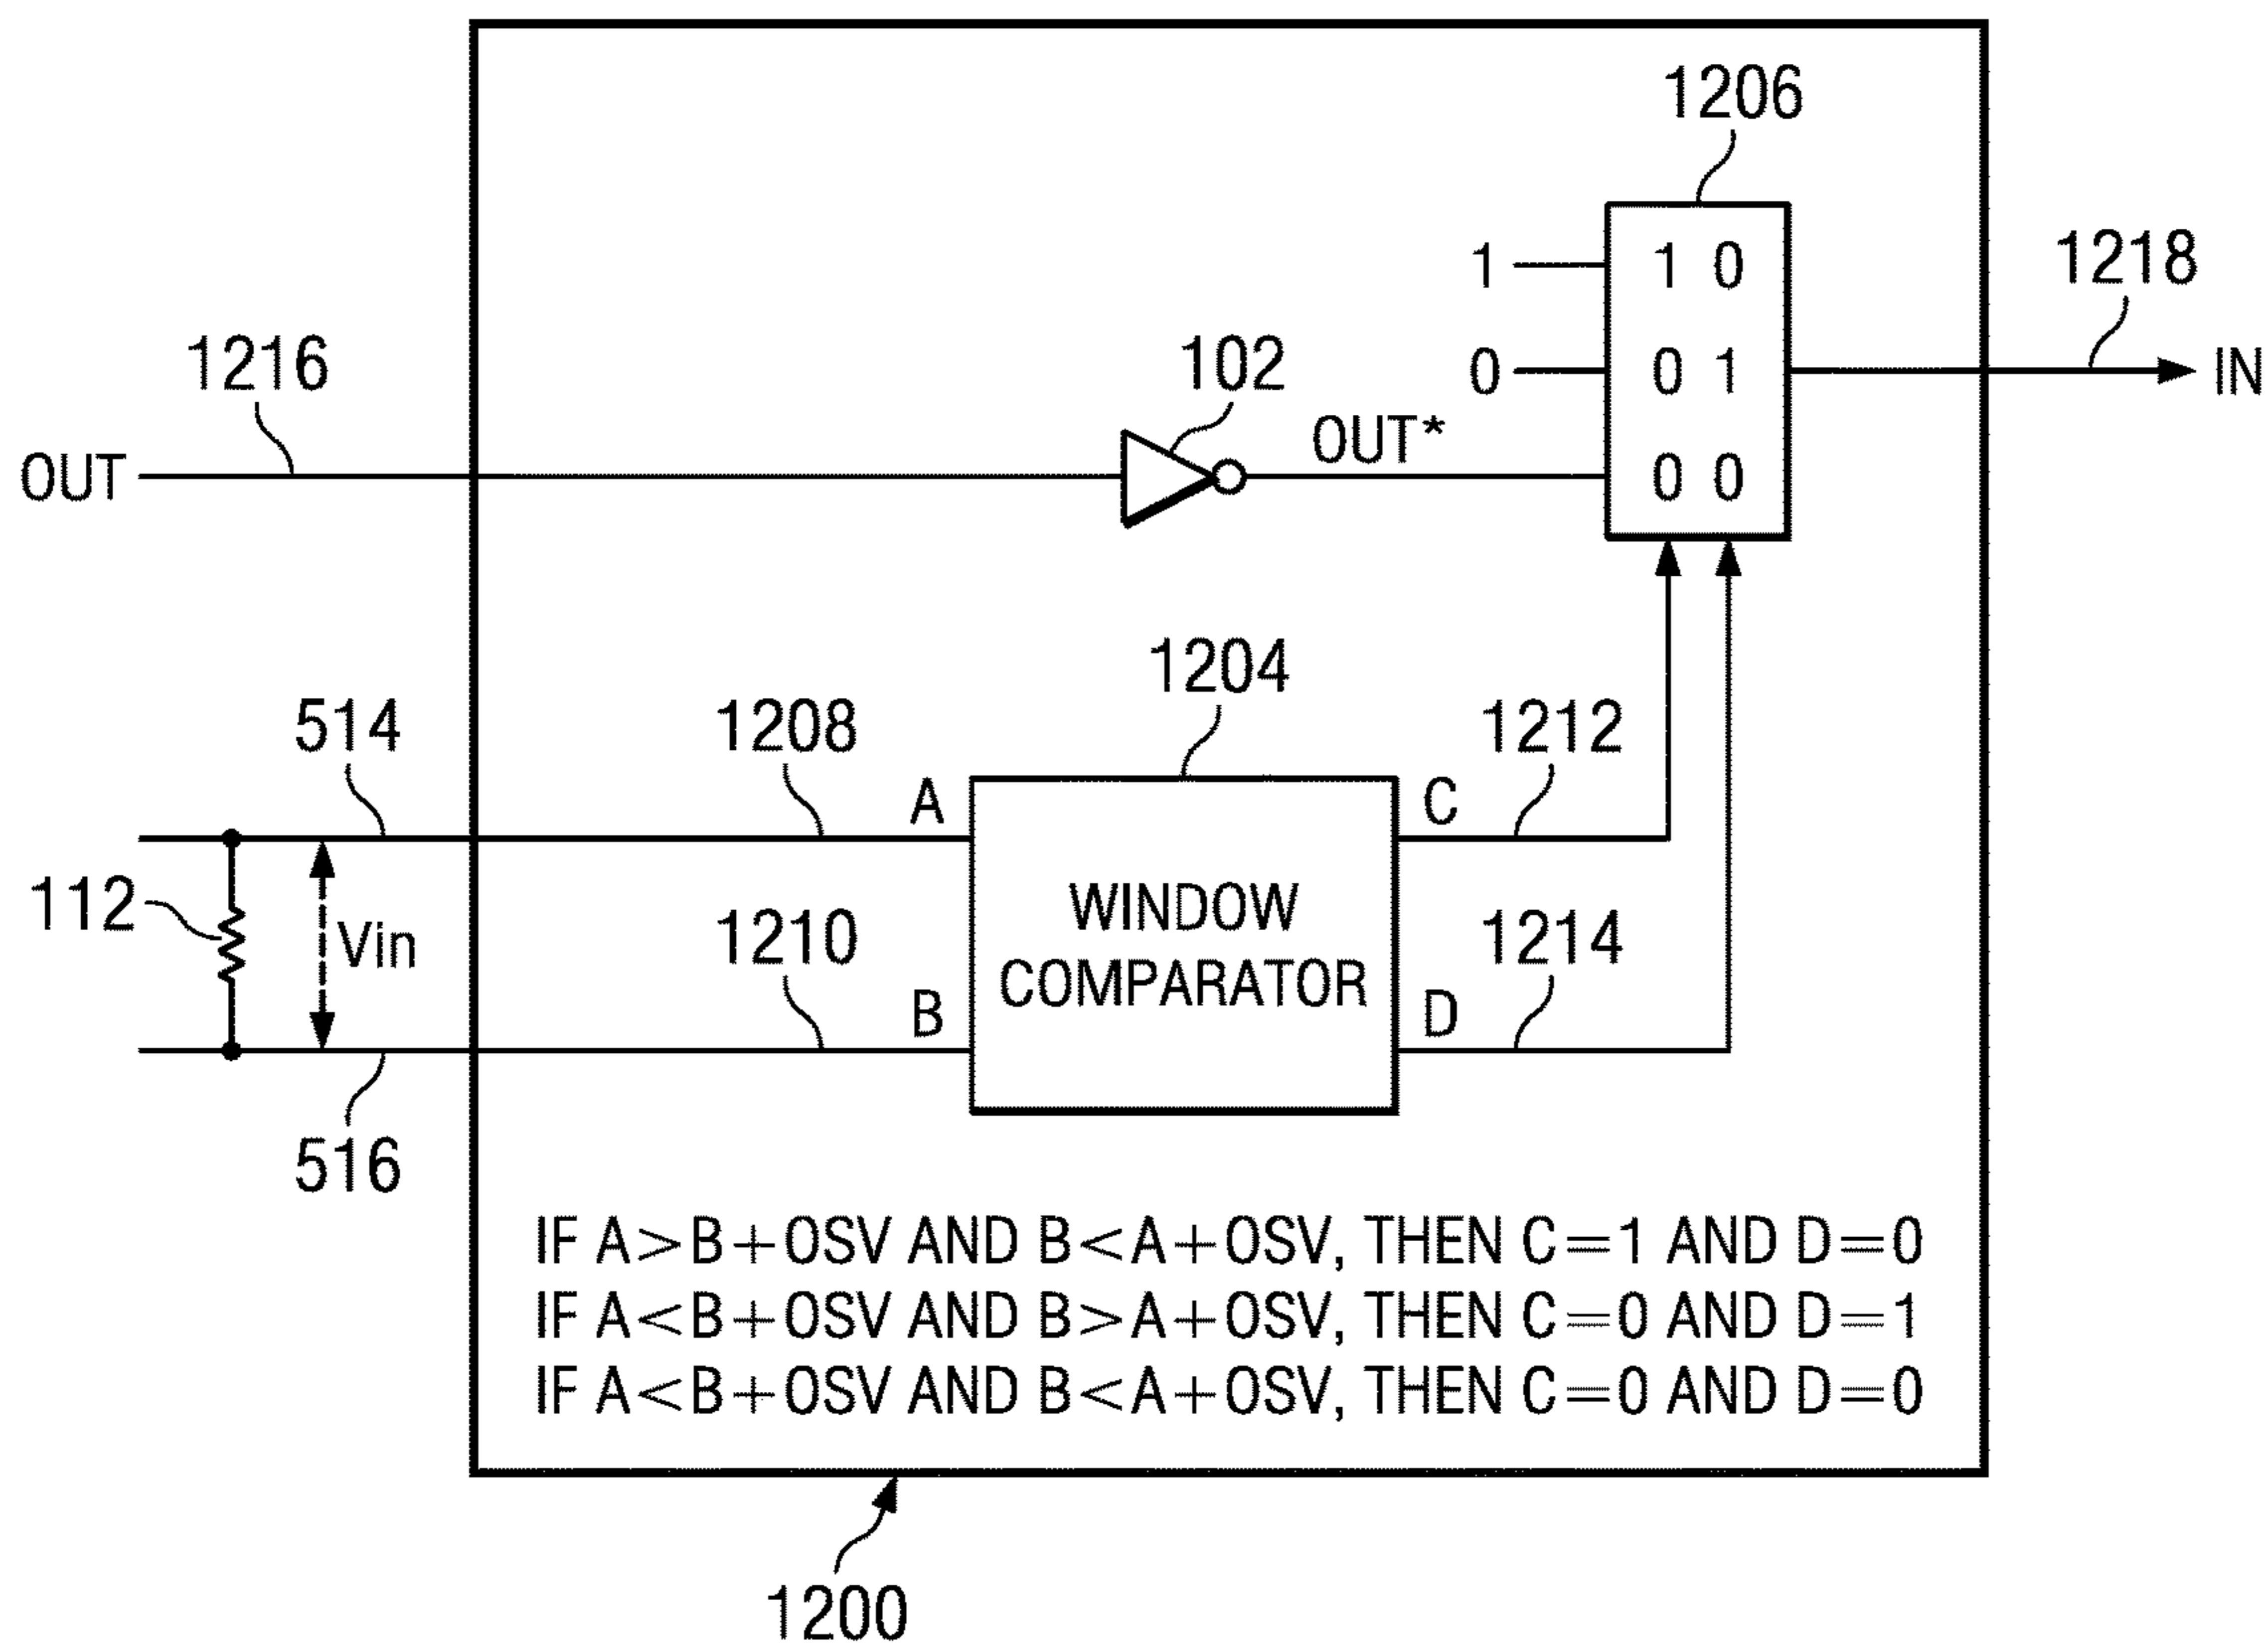 1206
1 1 0
1218
1216
102
0 0 1
IN
OUT*
OUT
0 0
1204
514
1208
1212
A
C
112
Vin
1210
WINDOW
COMPARATOR
1214
B
D
516
IF A>B+OSV AND B<A+OSV, THEN C=1 AND D=0
IF A<B+OSV AND B>A+OSV, THEN C=0 AND D=1
IF A<B+OSV AND B<A+OSV, THEN C=0 AND D=0
1200